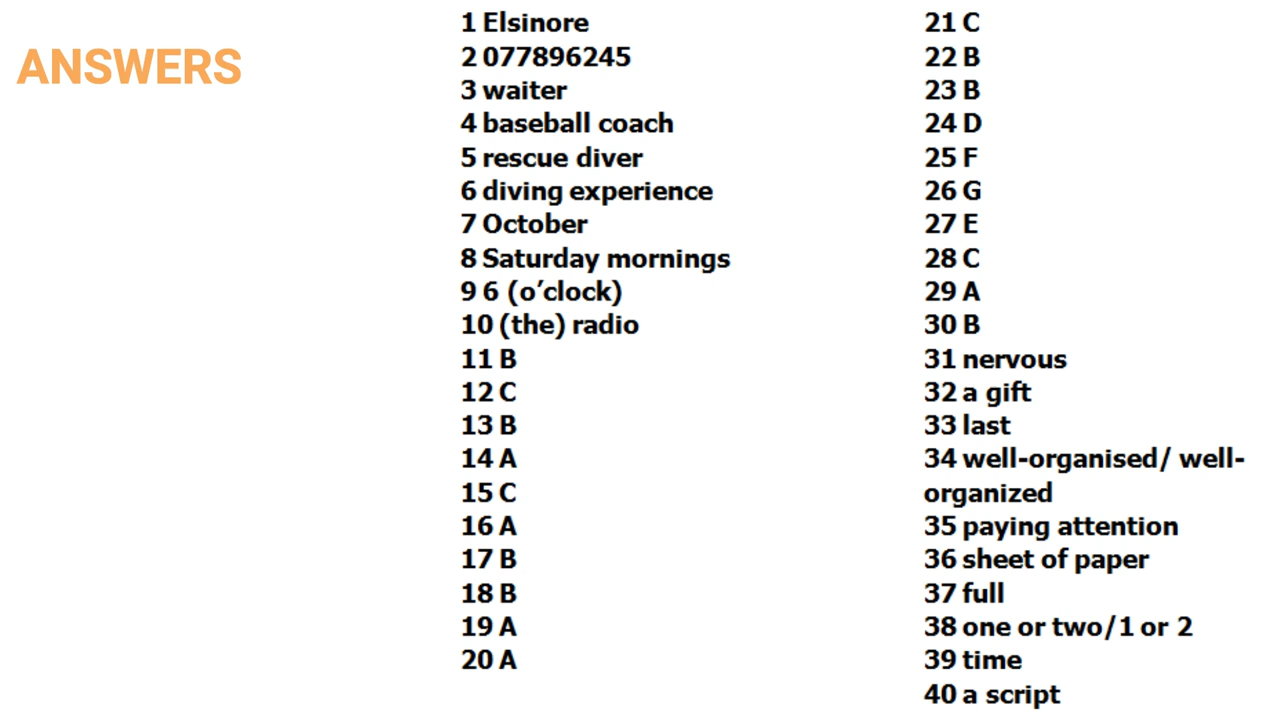 ANSWERS
1 Elsinore
2 077896245
3 waiter
4 baseball coach
5 rescue diver
6 diving experience
7 October
8 Saturday mornings
9 6 (o’clock)
10 (the) radio
11 B
12 C
13 B
14 A
15 C
16 A
17 B
18 B
19 A
20 A
21 C
22 B
23 B
24 D
25 F
26 G
27 E
28 C
29 A
30 B
31 nervous
32 a gift
33 last
34 well-organised/ well-
organized
35 paying attention
36 sheet of paper
37 full
38 one or two/1 or 2
39 time
40 a script